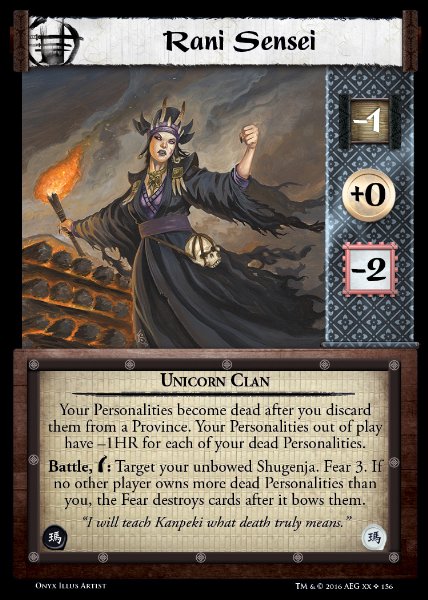 Rani Sensei
-1
+0
-2
Unicorn Clan
Your Personalities become dead after you discard
them from a Province. Your Personalities out of play
have –1HR for each of your dead Personalities.
Battle, : Target your unbowed Shugenja. Fear 3. If
no other player owns more dead Personalities than
you, the Fear destroys cards after it bows them.
"I will teach Kanpeki what death truly means."
瑪 瑪
Onyx Illus Artist
TM & © 2016 AEG XX ❖ 156